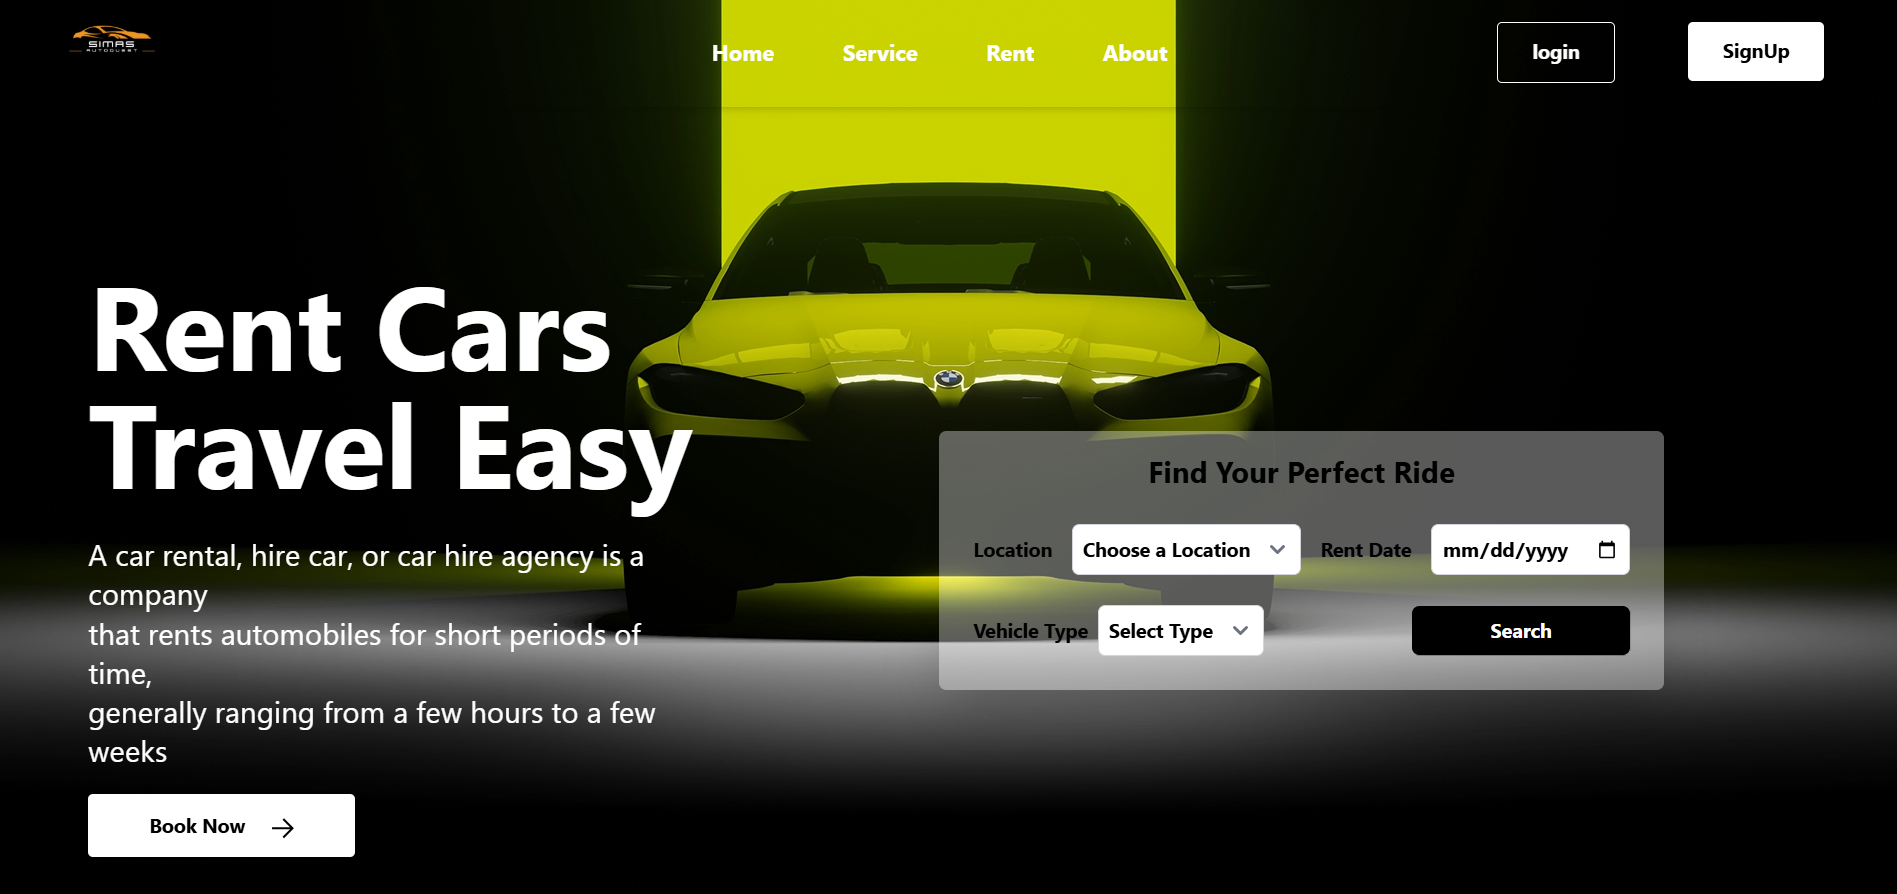 SIMAS
AUTOQUEST
Home Service Rent About
login
SignUp
Rent Cars
Travel Easy
A car rental, hire car, or car hire agency is a
company
that rents automobiles for short periods of
time,
generally ranging from a few hours to a few
weeks
Book Now
Find Your Perfect Ride
Location Choose a Location Rent Date mm/dd/yyyy
Vehicle Type Select Type Search